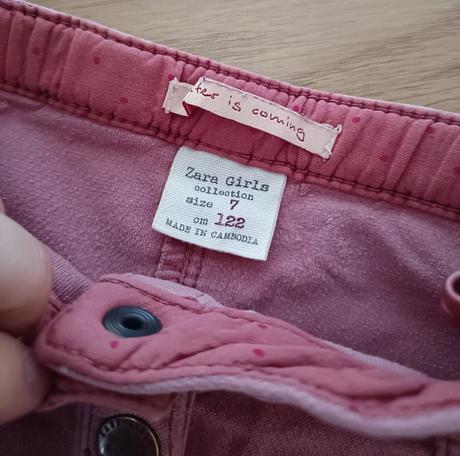 ter is coming
Zara Girls
collection
size 7
cm 122
MADE IN CAMBODIA